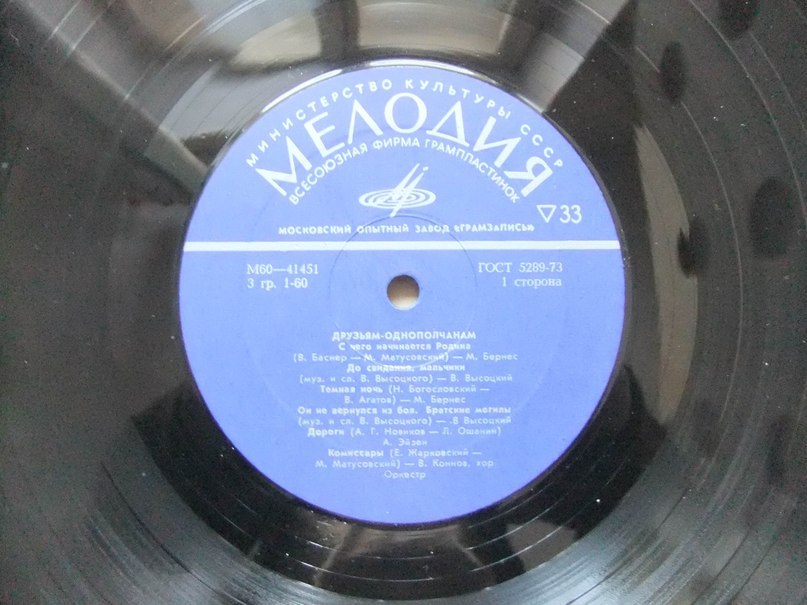 МИНИСТЕРСТВО КУЛЬТУРЫ СССР
МЕЛОДИЯ
ВСЕСОЮЗНАЯ ФИРМА ГРАМПЛАСТИНОК
▽33
МОСКОВСКИЙ ОПЫТНЫЙ ЗАВОД «ГРАМЗАПИСЬ»
М60—41451 ГОСТ 5289-73
3 гр. 1-60 1 сторона
ДРУЗЬЯМ-ОДНОПОЛЧАНАМ
С чего начинается Родина
(В. Баснер — М. Матусовский) — М. Бернес
До свидания, мальчики
(муз. и сл. В. Высоцкого) — В. Высоцкий
Темная ночь (Н. Богословский —
В. Агатов) — М. Бернес
Он не вернулся из боя. Братские могилы
(муз. и сл. В. Высоцкого) — В Высоцкий
Дороги (А. Г. Новиков — Л. Ошанин)
А. Эйзен
Комиссары (Е. Жарковский —
М. Матусовский) — В. Коннов, хор
Оркестр